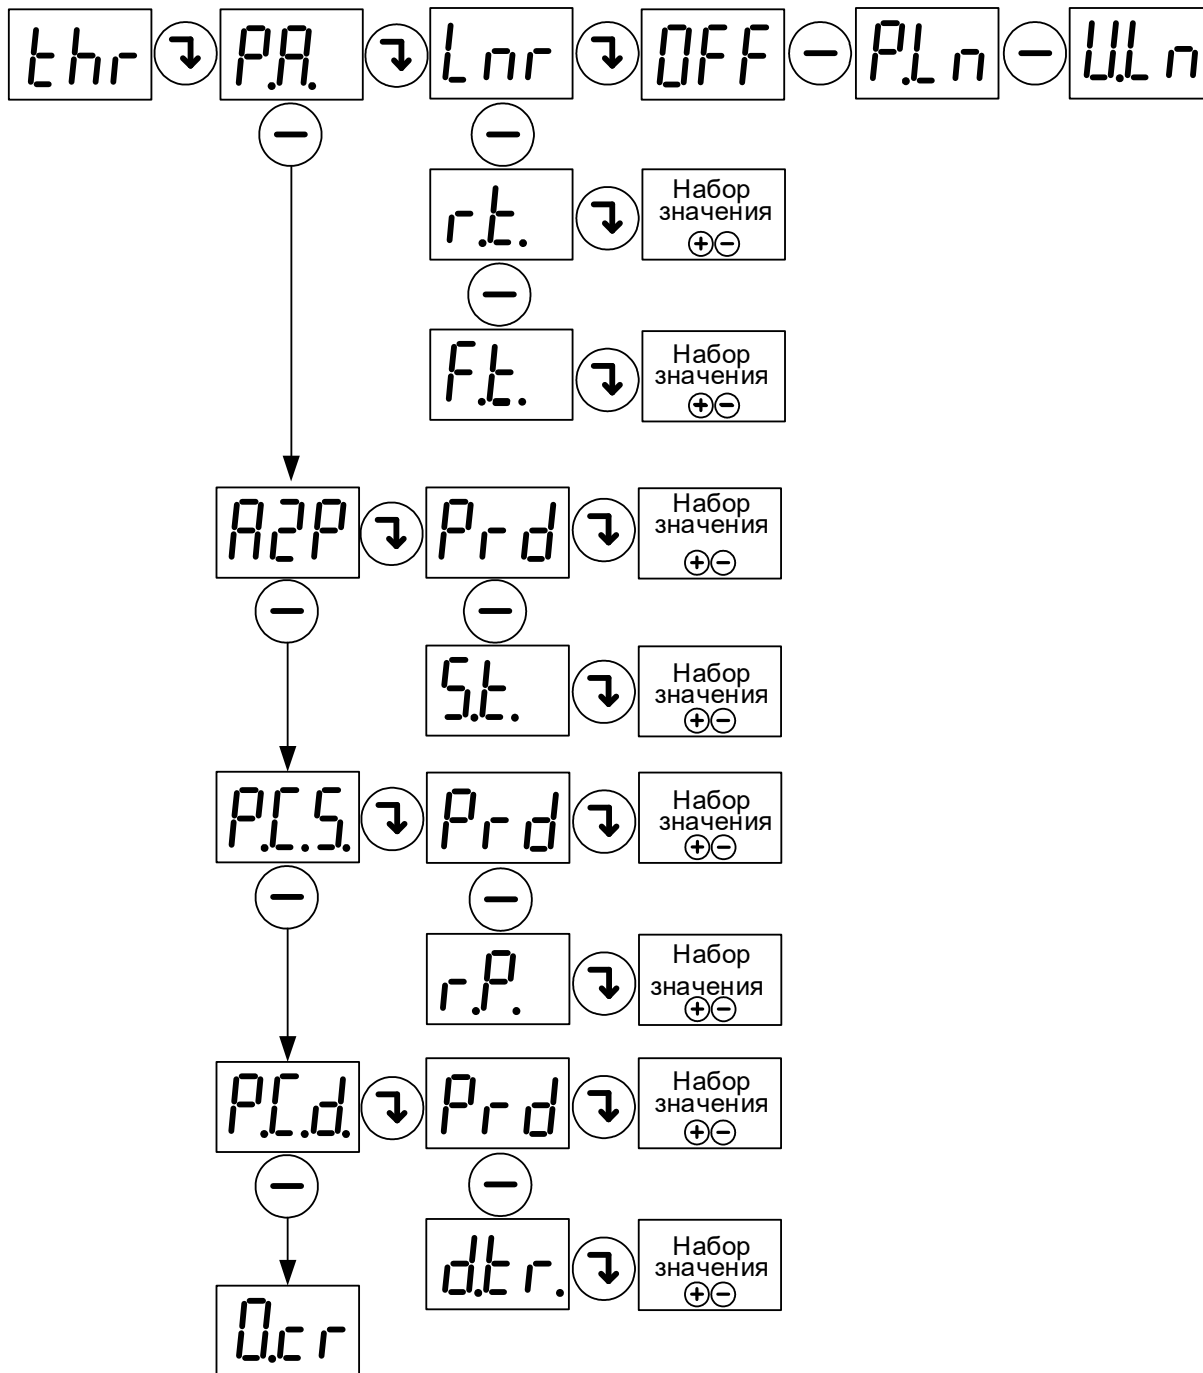 thr P.A. Lnr OFF P.Ln U.Ln
r.t. Набор
значения
F.t. Набор
значения
A2P Prd Набор
значения
S.t. Набор
значения
P.C.S. Prd Набор
значения
r.P. Набор
значения
P.C.d. Prd Набор
значения
d.t.r. Набор
значения
O.cr